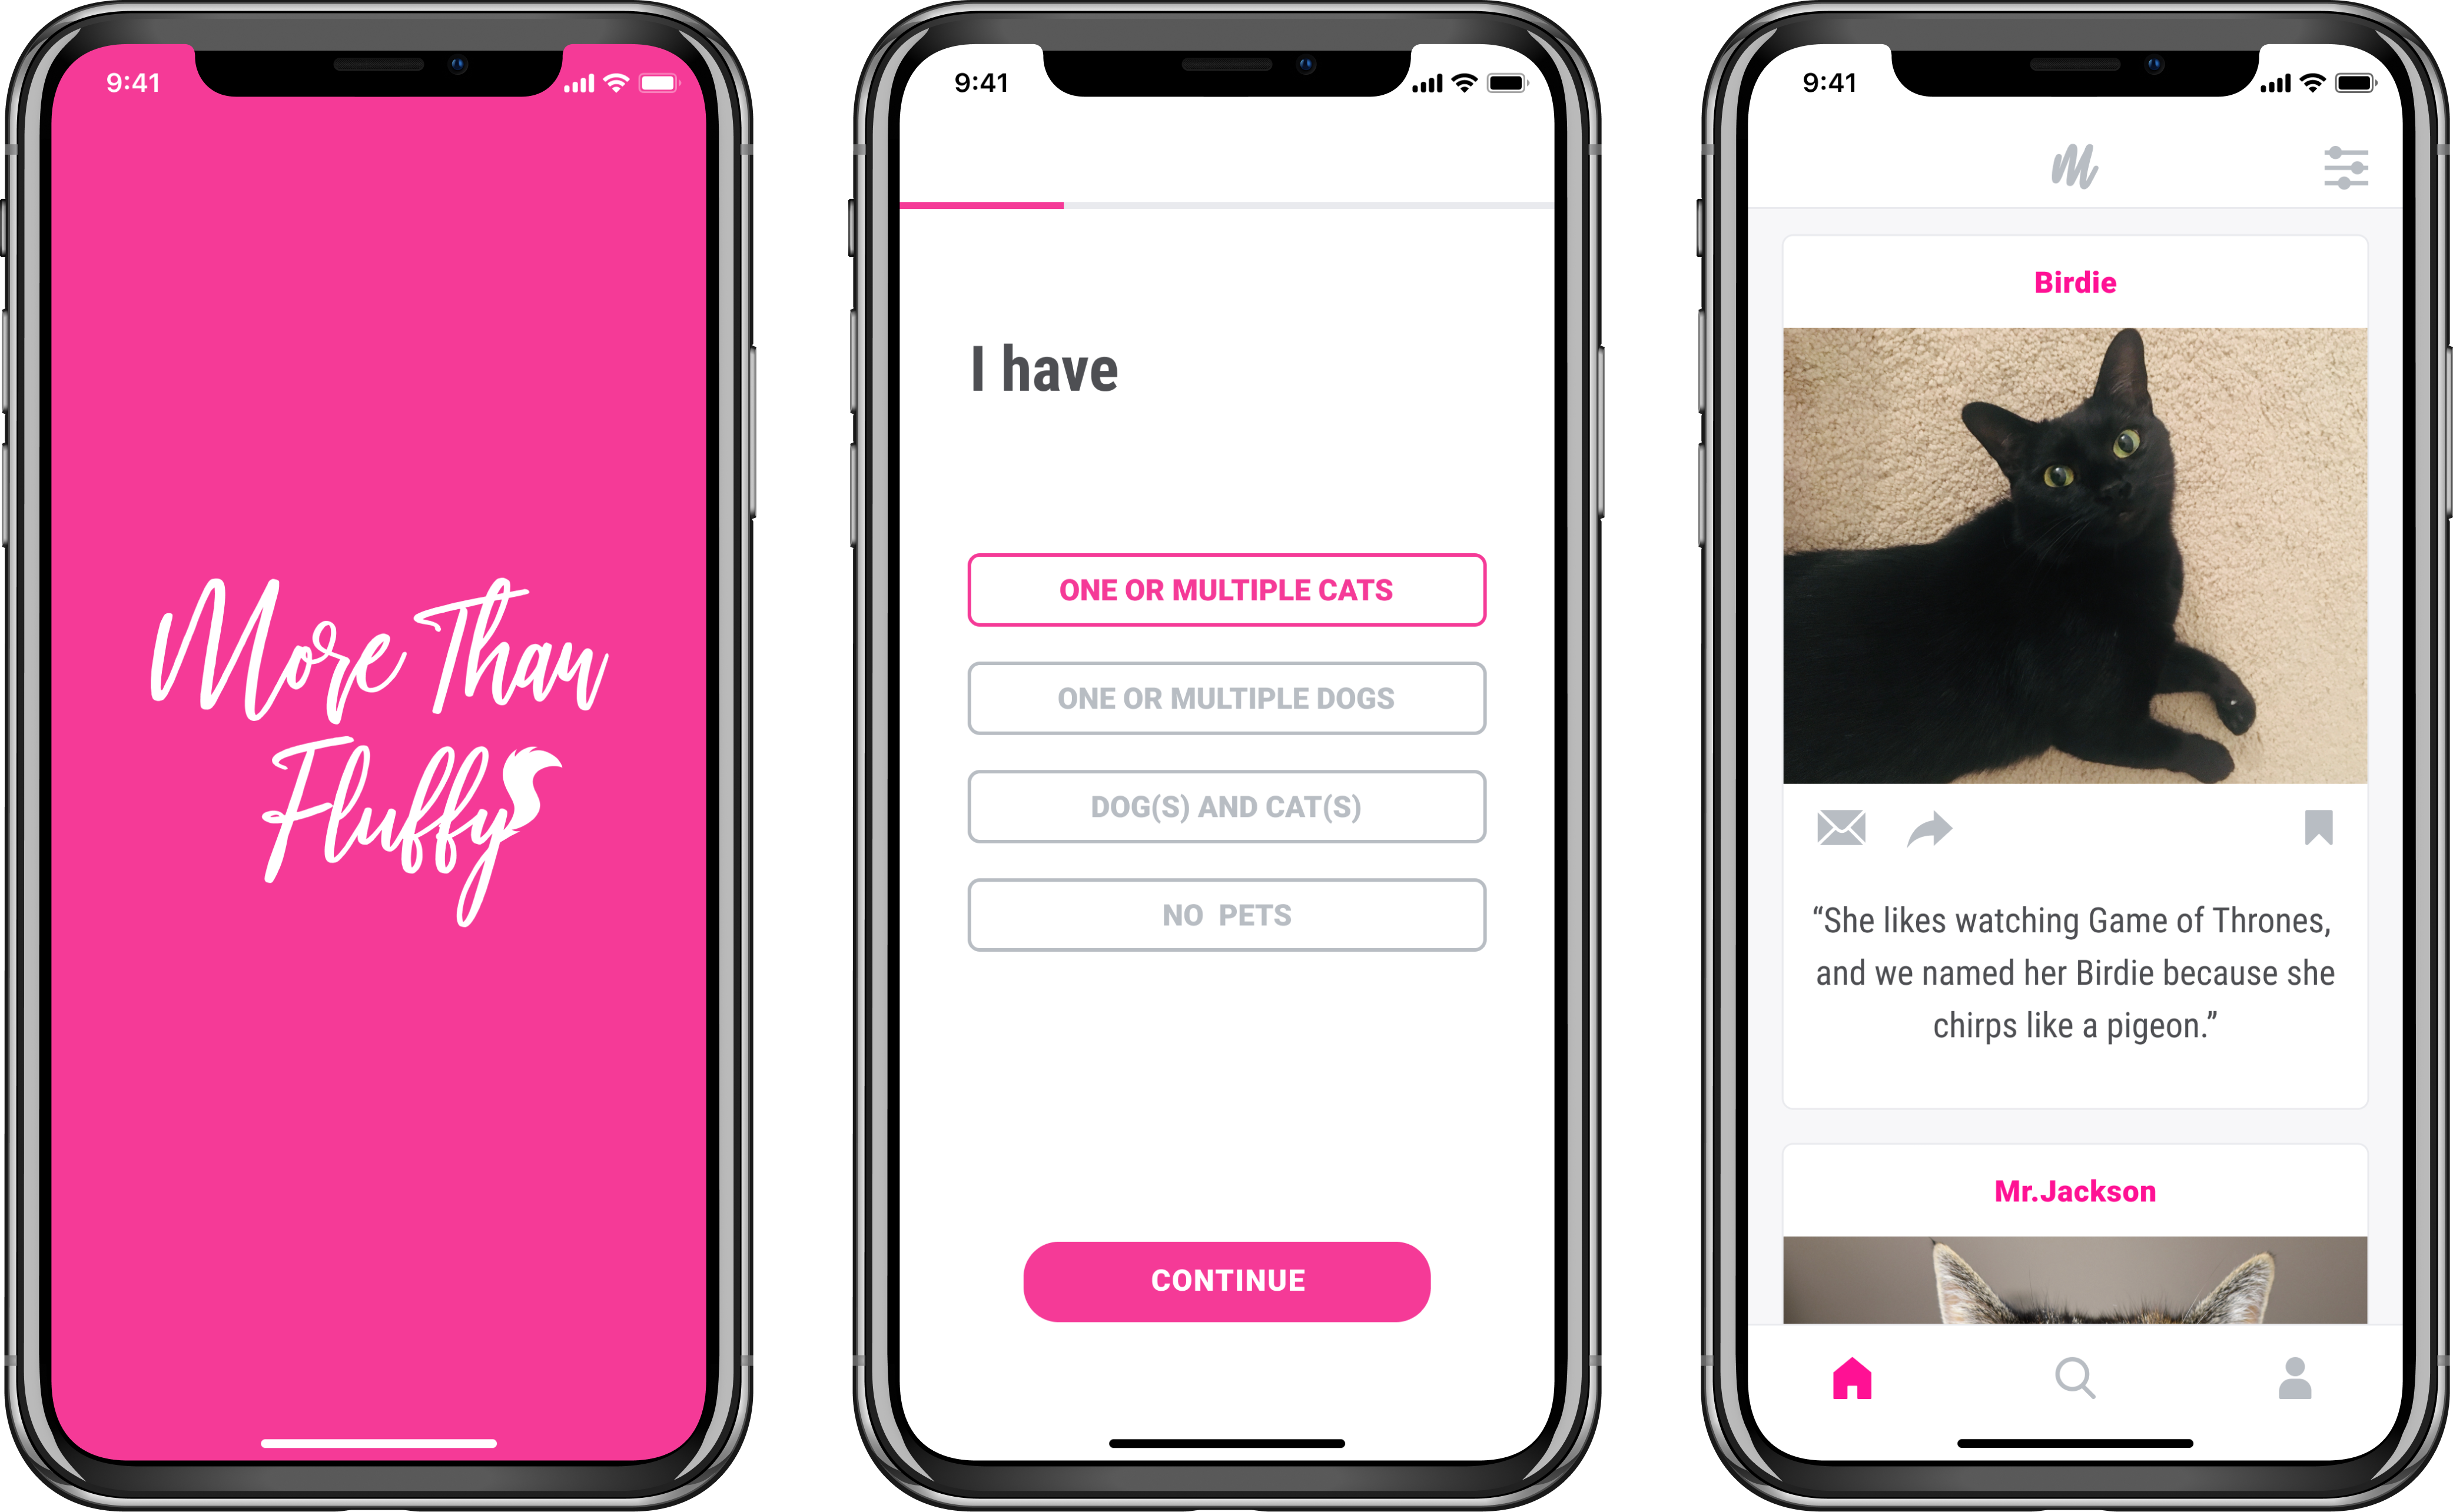 9:41
More Than
Fluffy
9:41
I have
ONE OR MULTIPLE CATS
ONE OR MULTIPLE DOGS
DOG(S) AND CAT(S)
NO PETS
CONTINUE
9:41
M
Birdie
“She likes watching Game of Thrones,
and we named her Birdie because she
chirps like a pigeon.”
Mr.Jackson